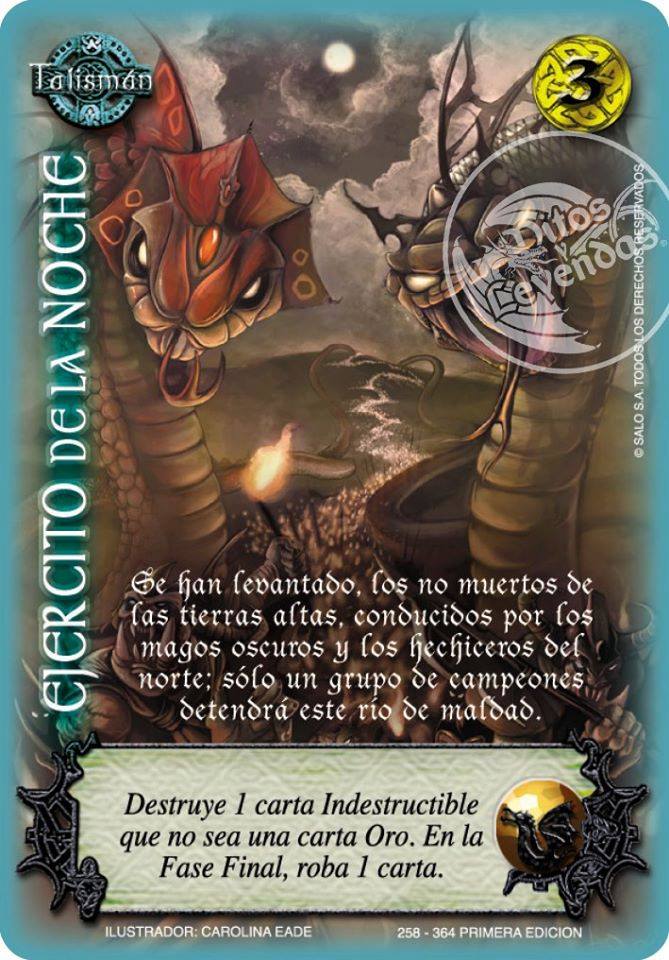 Talismán
3
EJERCITO DE LA NOCHE
Mitos
y
Leyendas
®
© SALO S.A. TODOS LOS DERECHOS RESERVADOS
Se han levantado, los no muertos de
las tierras altas, conducidos por los
magos oscuros y los hechiceros del
norte; sólo un grupo de campeones
detendrá este río de maldad.
Destruye 1 carta Indestructible
que no sea una carta Oro. En la
Fase Final, roba 1 carta.
ILUSTRADOR: CAROLINA EADE
258 - 364 PRIMERA EDICION